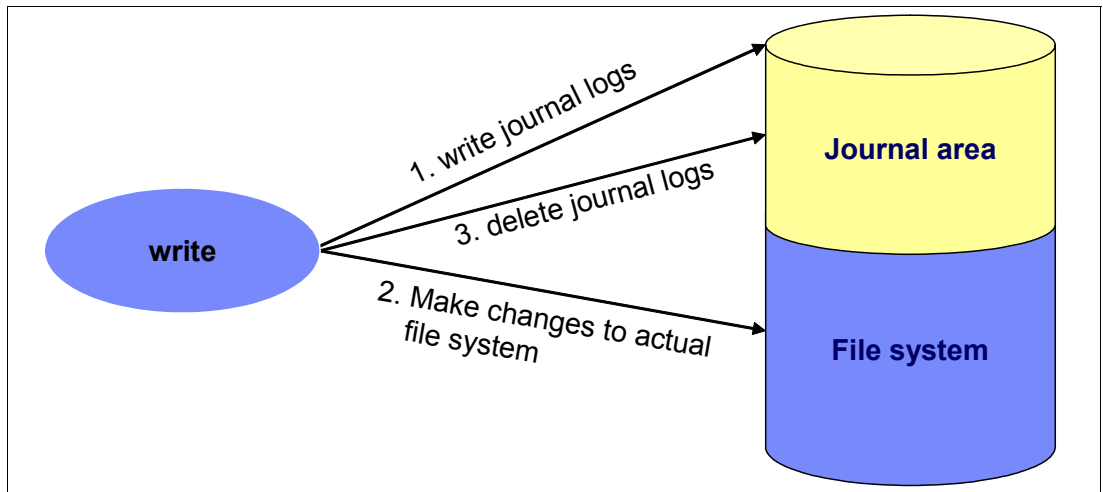 1. write journal logs
Journal area
3. delete journal logs
write
2. Make changes to actual
file system
File system